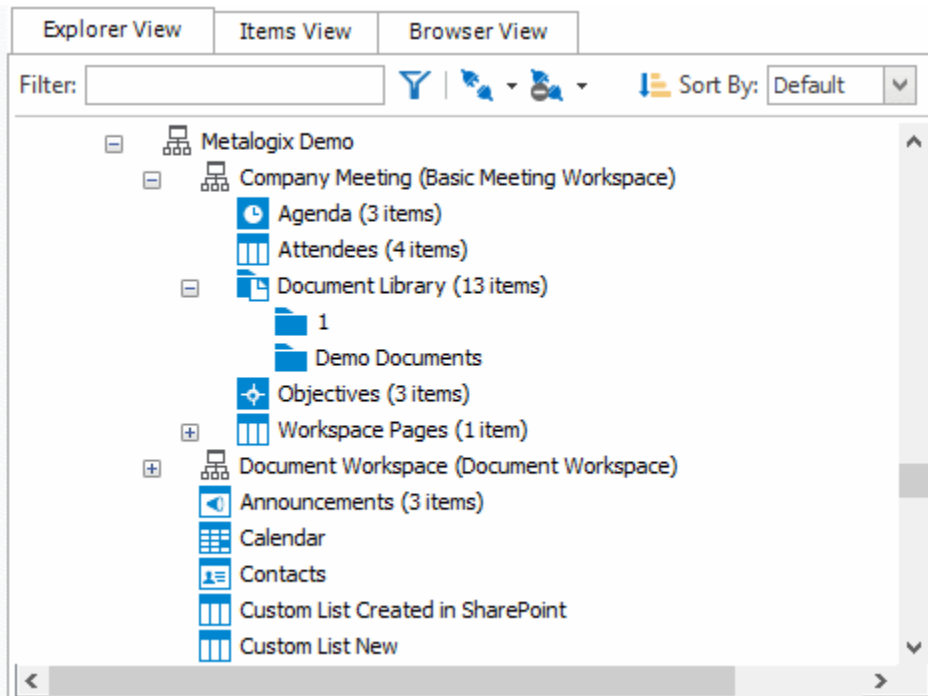 Explorer View Items View Browser View
Filter: Sort By: Default
Metalogix Demo
Company Meeting (Basic Meeting Workspace)
Agenda (3 items)
Attendees (4 items)
Document Library (13 items)
1
Demo Documents
Objectives (3 items)
Workspace Pages (1 item)
Document Workspace (Document Workspace)
Announcements (3 items)
Calendar
Contacts
Custom List Created in SharePoint
Custom List New